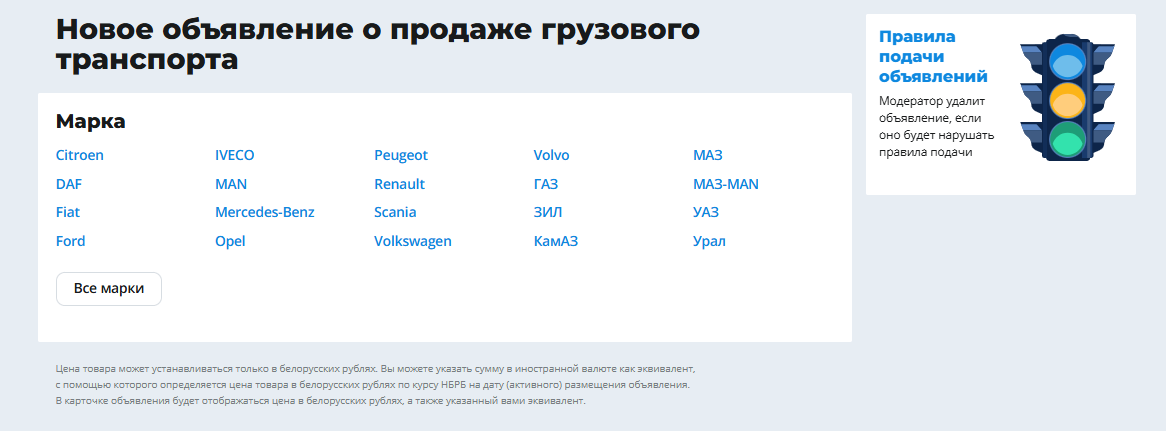 Новое объявление о продаже грузового
транспорта
Марка
Citroen IVECO Peugeot Volvo МАЗ
DAF MAN Renault ГАЗ МАЗ-MAN
Fiat Mercedes-Benz Scania ЗИЛ УАЗ
Ford Opel Volkswagen КамАЗ Урал
Все марки
Цена товара может устанавливаться только в белорусских рублях. Вы можете указать сумму в иностранной валюте как эквивалент,
с помощью которого определяется цена товара в белорусских рублях по курсу НБРБ на дату (активного) размещения объявления.
В карточке объявления будет отображаться цена в белорусских рублях, а также указанный вами эквивалент.
Правила
подачи
объявлений
Модератор удалит
объявление, если
оно будет нарушать
правила подачи